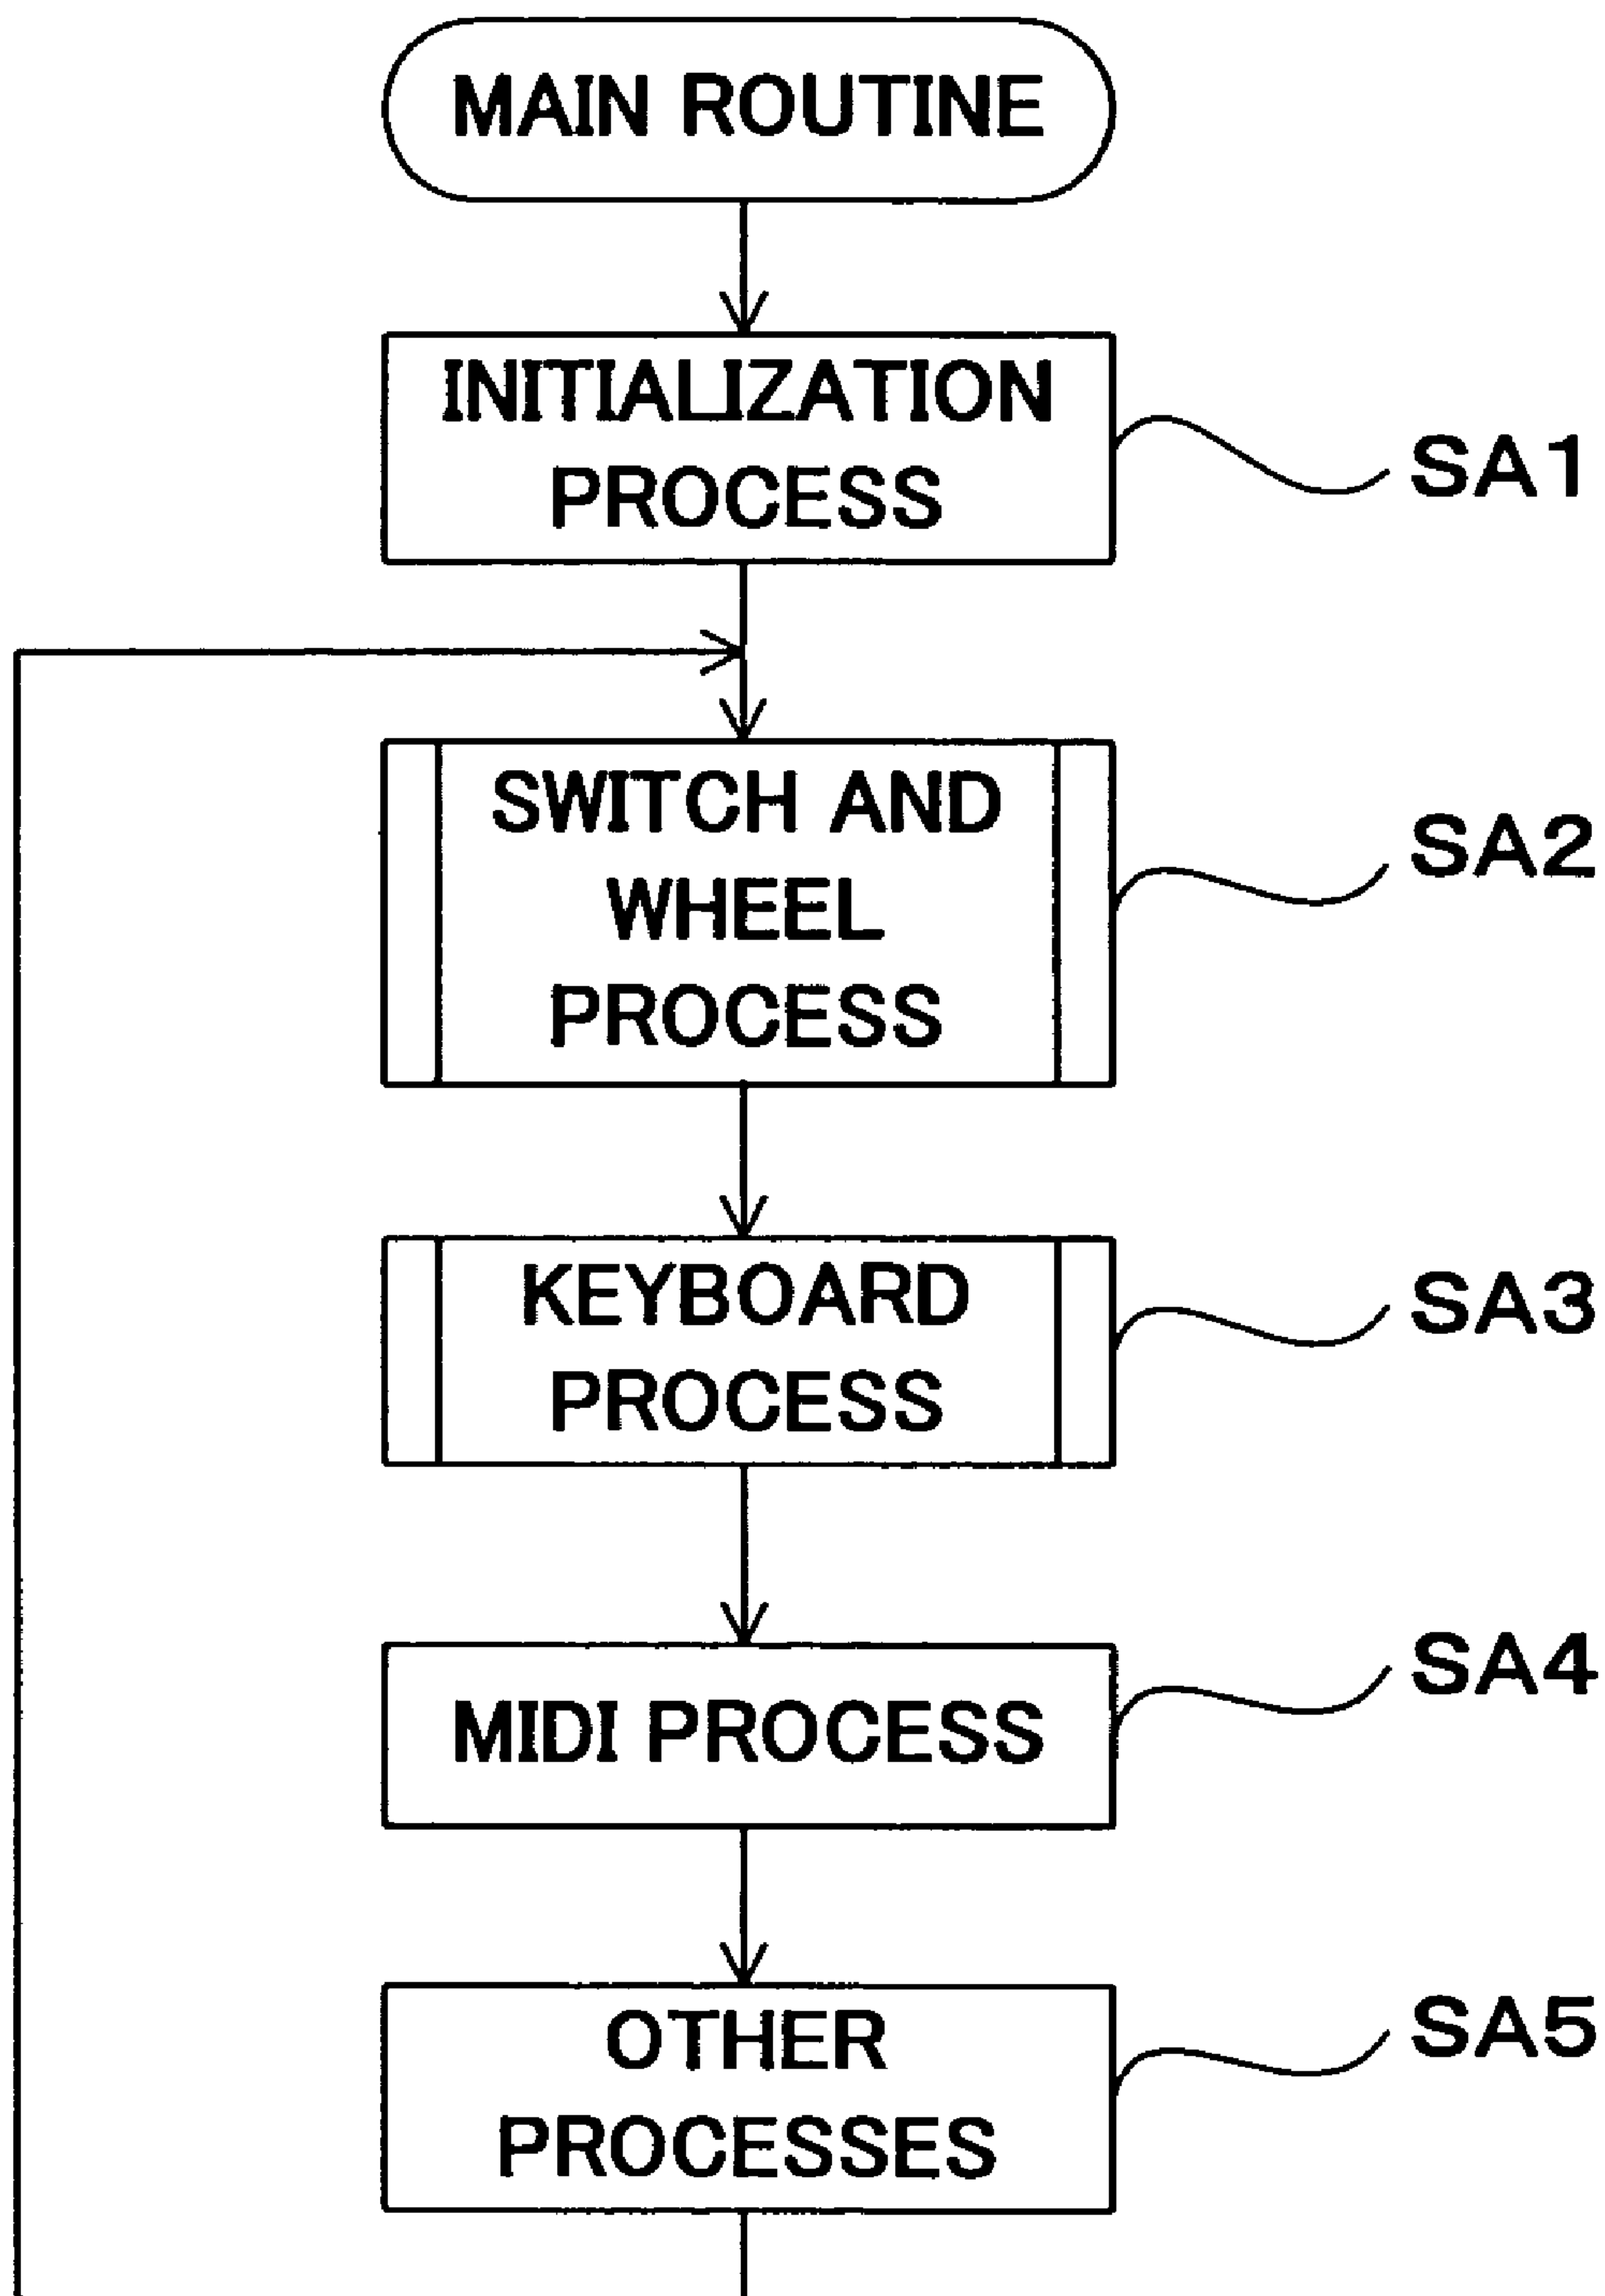 MAIN ROUTINE
INITIALIZATION
PROCESS
SA1
SWITCH AND
WHEEL
PROCESS
SA2
KEYBOARD
PROCESS
SA3
MIDI PROCESS
SA4
OTHER
PROCESSES
SA5